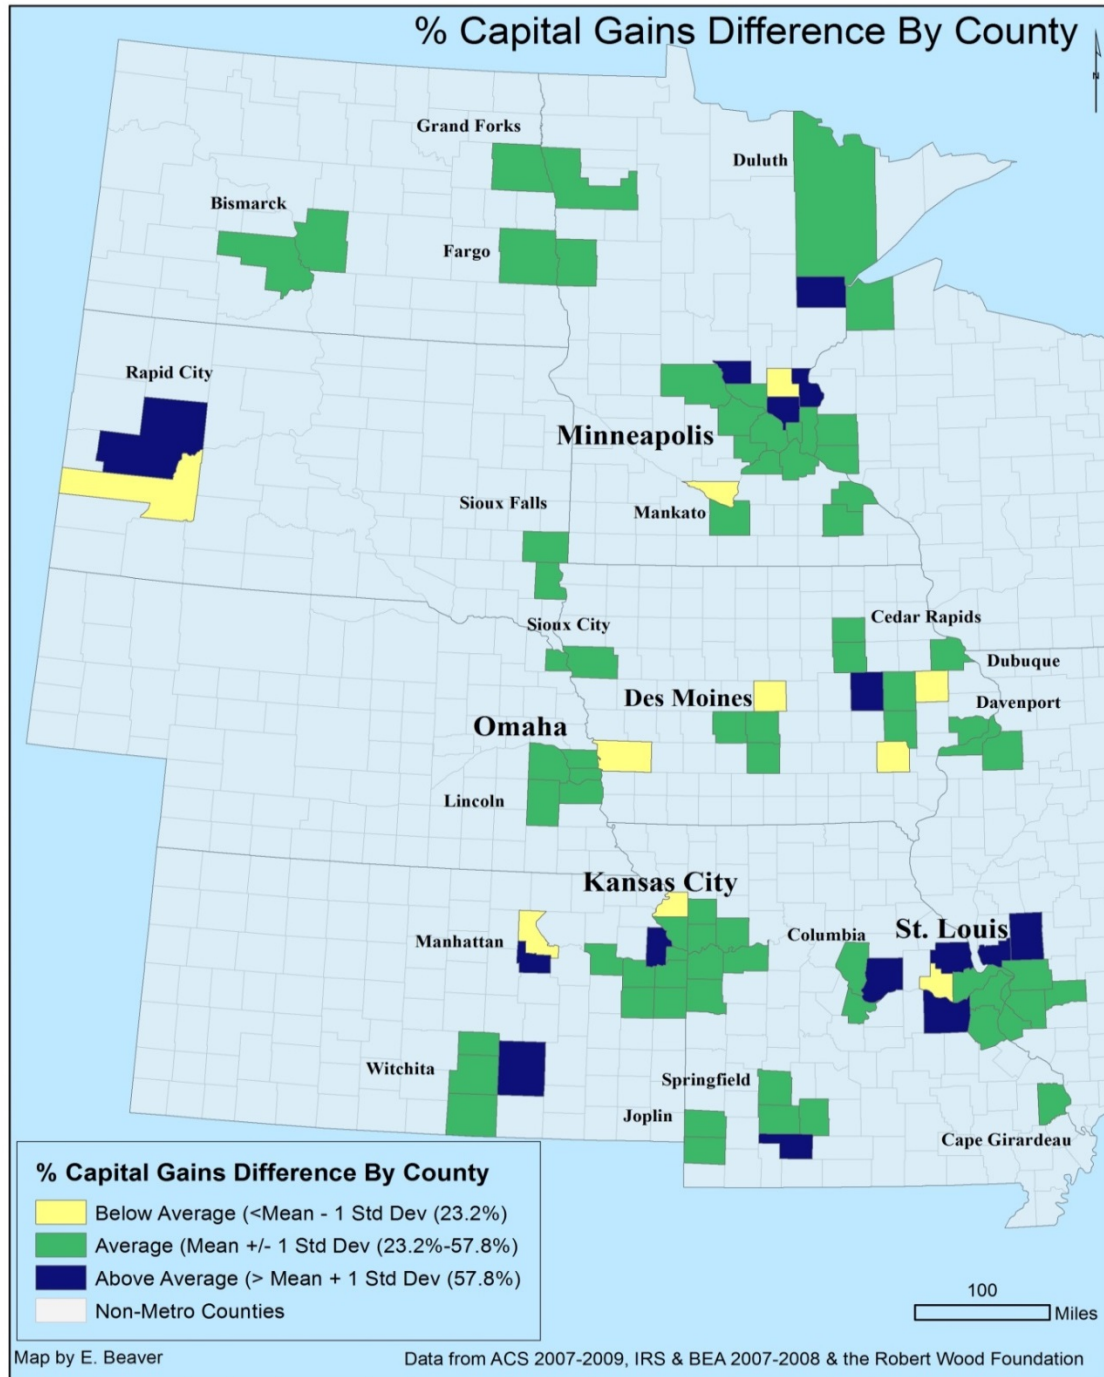 % Capital Gains Difference By County
N
Grand Forks
Duluth
Bismarck
Fargo
Rapid City
Minneapolis
Sioux Falls
Mankato
Sioux City
Cedar Rapids
Dubuque
Des Moines
Davenport
Omaha
Lincoln
Kansas City
Manhattan
Columbia
St. Louis
Witchita
Springfield
Joplin
Cape Girardeau
% Capital Gains Difference By County
Below Average (<Mean - 1 Std Dev (23.2%)
Average (Mean +/- 1 Std Dev (23.2%-57.8%)
Above Average (> Mean + 1 Std Dev (57.8%)
Non-Metro Counties
100
Miles
Map by E. Beaver
Data from ACS 2007-2009, IRS & BEA 2007-2008 & the Robert Wood Foundation